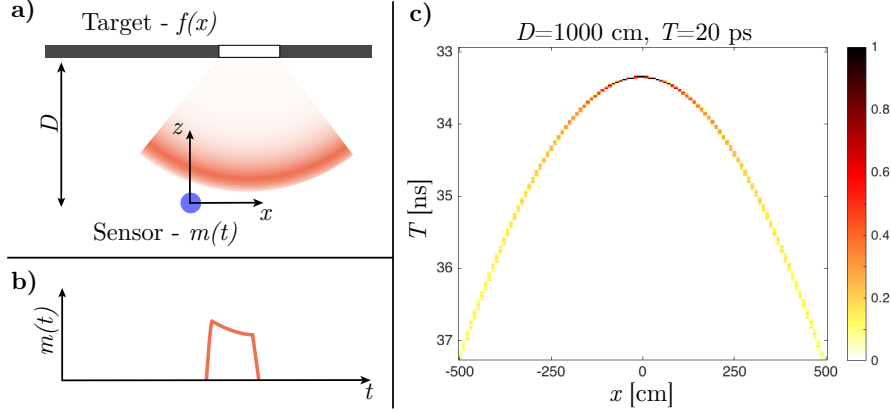 a)
Target - f(x)
D
z
x
Sensor - m(t)
b)
m(t)
t
c)
D=1000 cm, T=20 ps
T [ns]
33
34
35
36
37
-500
-250
0
250
500
x [cm]
1
0.8
0.6
0.4
0.2
0